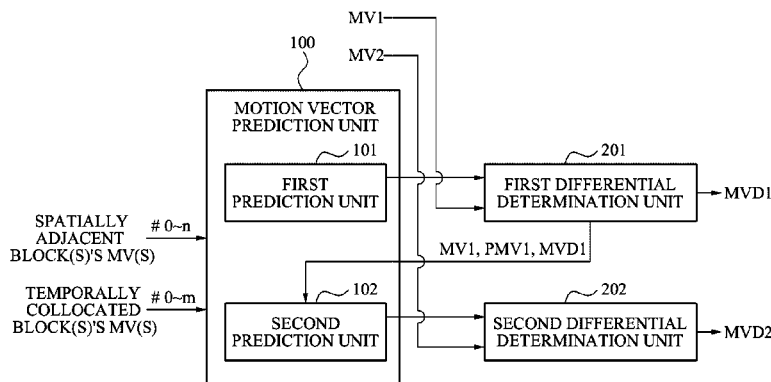 MV1
100
MV2
MOTION VECTOR
PREDICTION UNIT
101
201
FIRST
PREDICTION UNIT
FIRST DIFFERENTIAL
DETERMINATION UNIT
MVD1
SPATIALLY
ADJACENT
BLOCK(S)'S MV(S)
# 0~n
MV1, PMV1, MVD1
TEMPORALLY
COLLOCATED
BLOCK(S)'S MV(S)
# 0~m
102
202
SECOND
PREDICTION UNIT
SECOND DIFFERENTIAL
DETERMINATION UNIT
MVD2